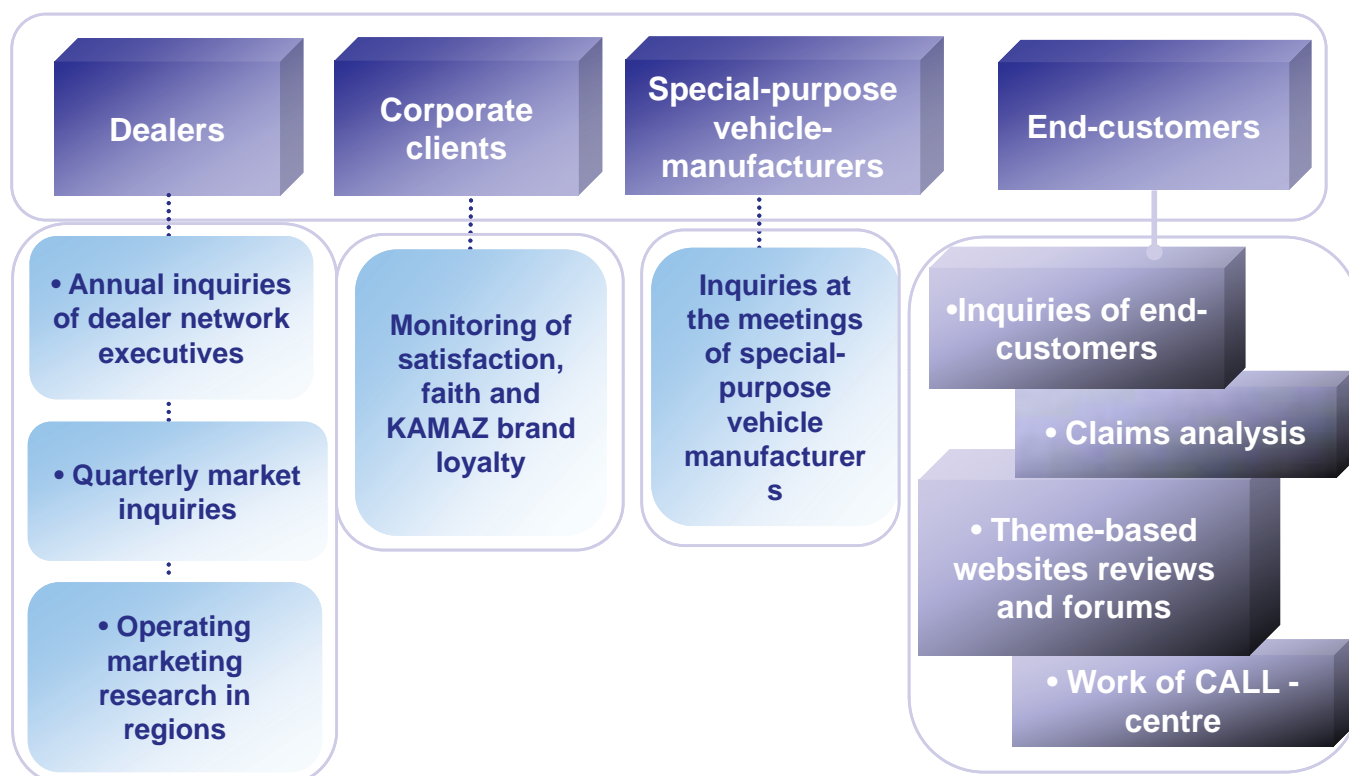 Dealers
Corporate
clients
Special-purpose
vehicle-
manufacturers
End-customers
• Annual inquiries
of dealer network
executives
• Quarterly market
inquiries
• Operating
marketing
research in
regions
Monitoring of
satisfaction,
faith and
KAMAZ brand
loyalty
Inquiries at
the meetings
of special-
purpose
vehicle
manufacturer
s
•Inquiries of end-
customers
• Claims analysis
• Theme-based
websites reviews
and forums
• Work of CALL -
centre